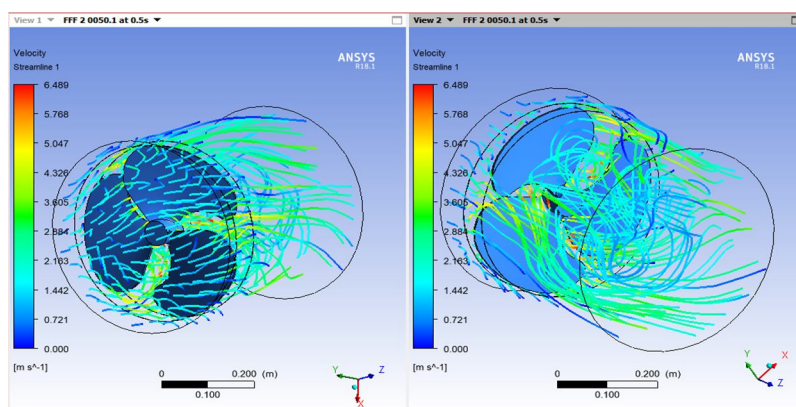 View 1 ▼ FFF 2 0050.1 at 0.5s ▼
Velocity
Streamline 1
ANSYS
R18.1
6.489
5.768
5.047
4.326
3.605
2.884
2.163
1.442
0.721
0.000
[m s^-1]
0 0.200 (m)
0.100
Y Z X
View 2 ▼ FFF 2 0050.1 at 0.5s ▼
Velocity
Streamline 1
ANSYS
R18.1
6.489
5.768
5.047
4.326
3.605
2.884
2.163
1.442
0.721
0.000
[m s^-1]
0 0.200 (m)
0.100
Y X Z